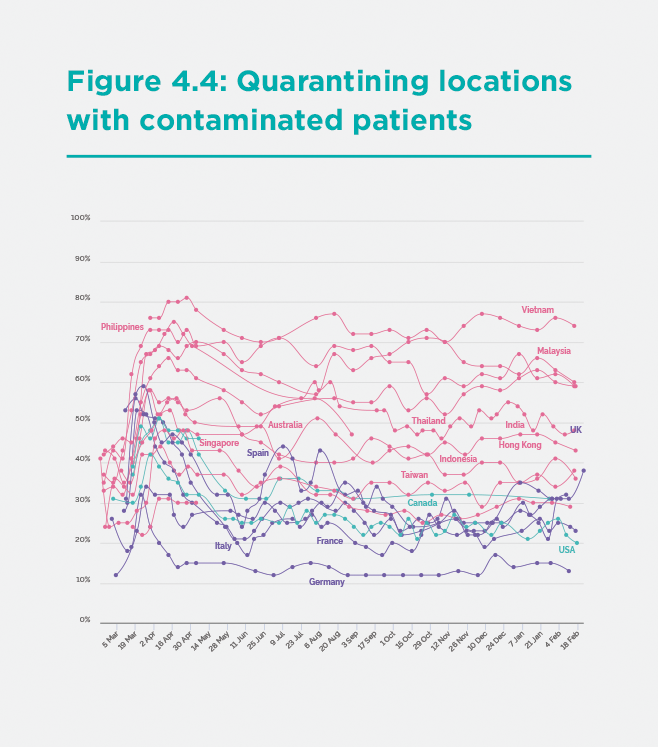 Figure 4.4: Quarantining locations
with contaminated patients
100%
90%
80%
70%
60%
50%
40%
30%
20%
10%
0%
Philippines
Vietnam
Malaysia
Australia
Thailand
India
UK
Singapore
Hong Kong
Spain
Indonesia
Taiwan
Canada
Italy
France
USA
Germany
5 Mar
19 Mar
2 Apr
16 Apr
30 Apr
14 May
28 May
11 Jun
25 Jun
9 Jul
23 Jul
6 Aug
20 Aug
3 Sep
17 Sep
1 Oct
15 Oct
29 Oct
12 Nov
26 Nov
10 Dec
24 Dec
7 Jan
21 Jan
4 Feb
18 Feb